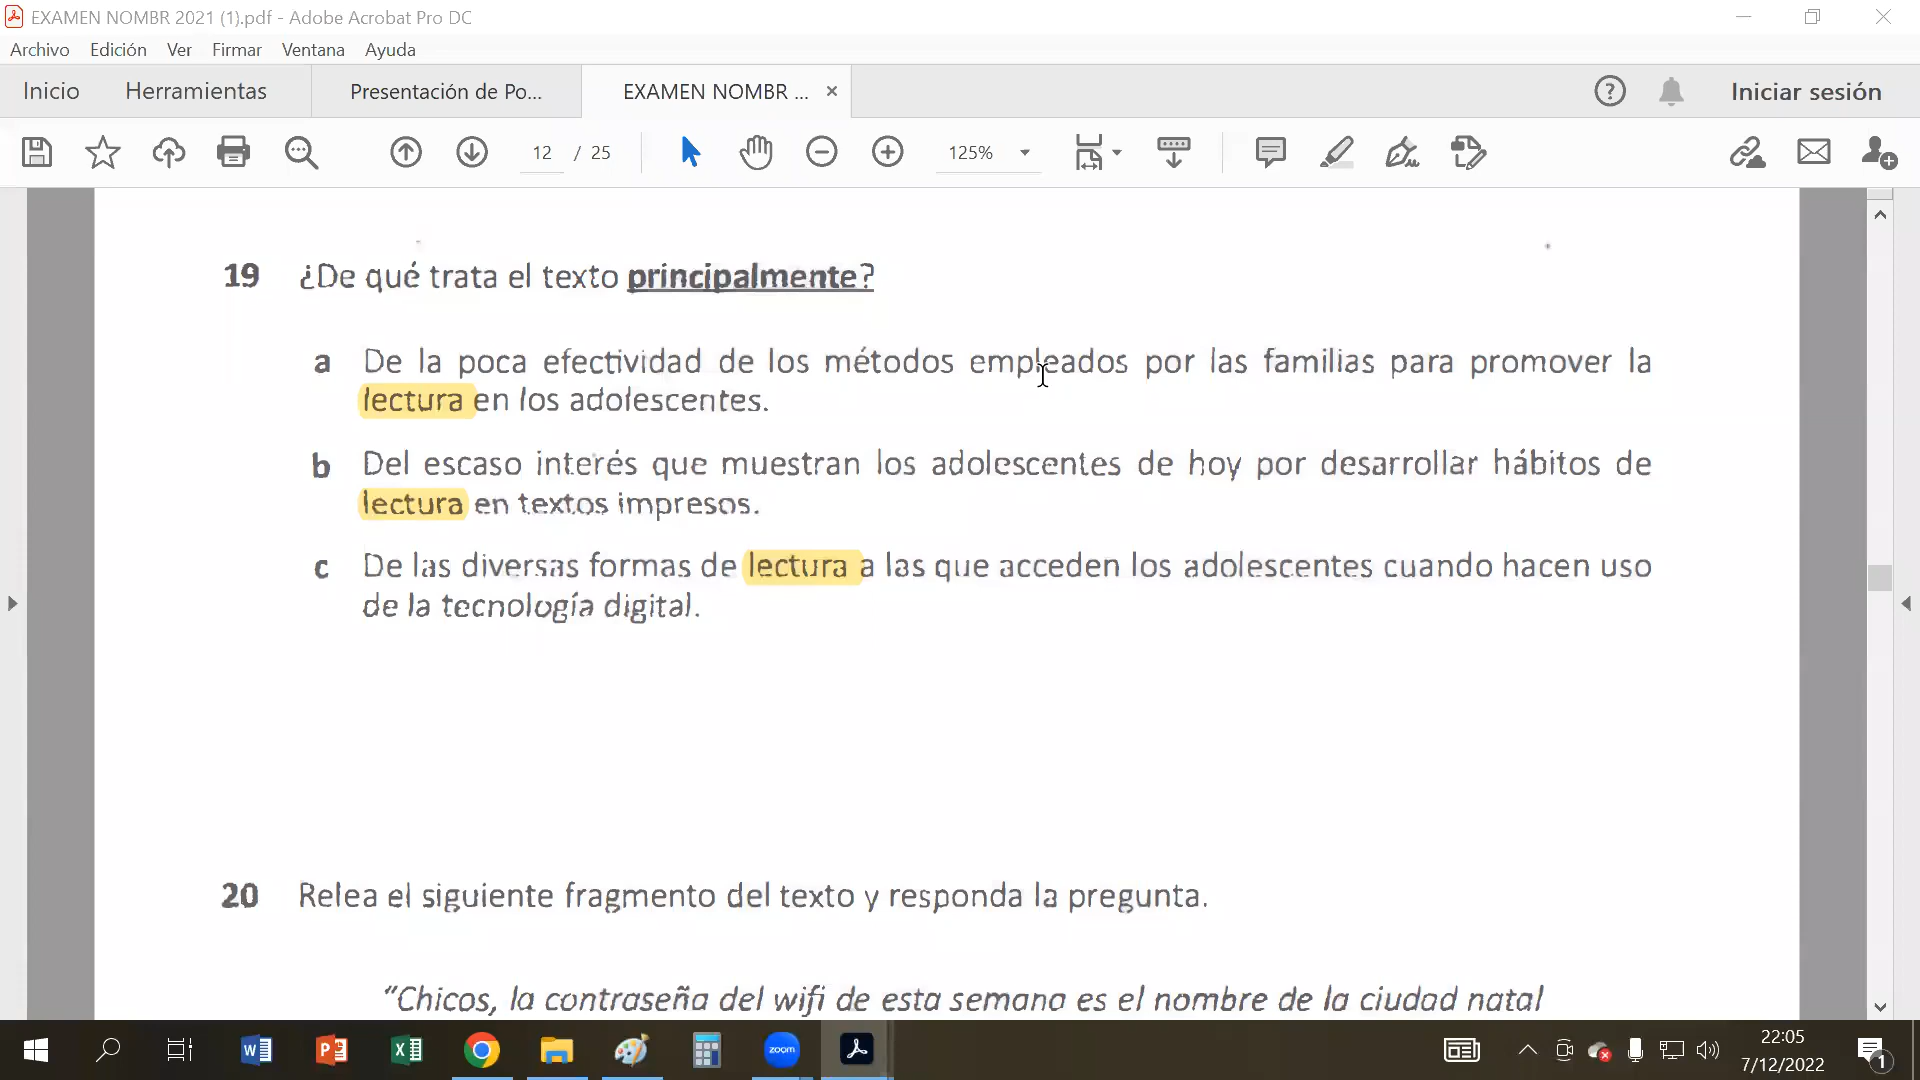 EXAMEN NOMBR 2021 (1).pdf - Adobe Acrobat Pro DC
Archivo Edición Ver Firmar Ventana Ayuda
Inicio Herramientas Presentación de Po... EXAMEN NOMBR ... × Iniciar sesión
12 / 25 125%
19 ¿De qué trata el texto principalmente?
a De la poca efectividad de los métodos empleados por las familias para promover la
lectura en los adolescentes.
b Del escaso interés que muestran los adolescentes de hoy por desarrollar hábitos de
lectura en textos impresos.
c De las diversas formas de lectura a las que acceden los adolescentes cuando hacen uso
de la tecnología digital.
20 Relea el siguiente fragmento del texto y responda la pregunta.
“Chicos, la contraseña del wifi de esta semana es el nombre de la ciudad natal
zoom
22:05
7/12/2022
1